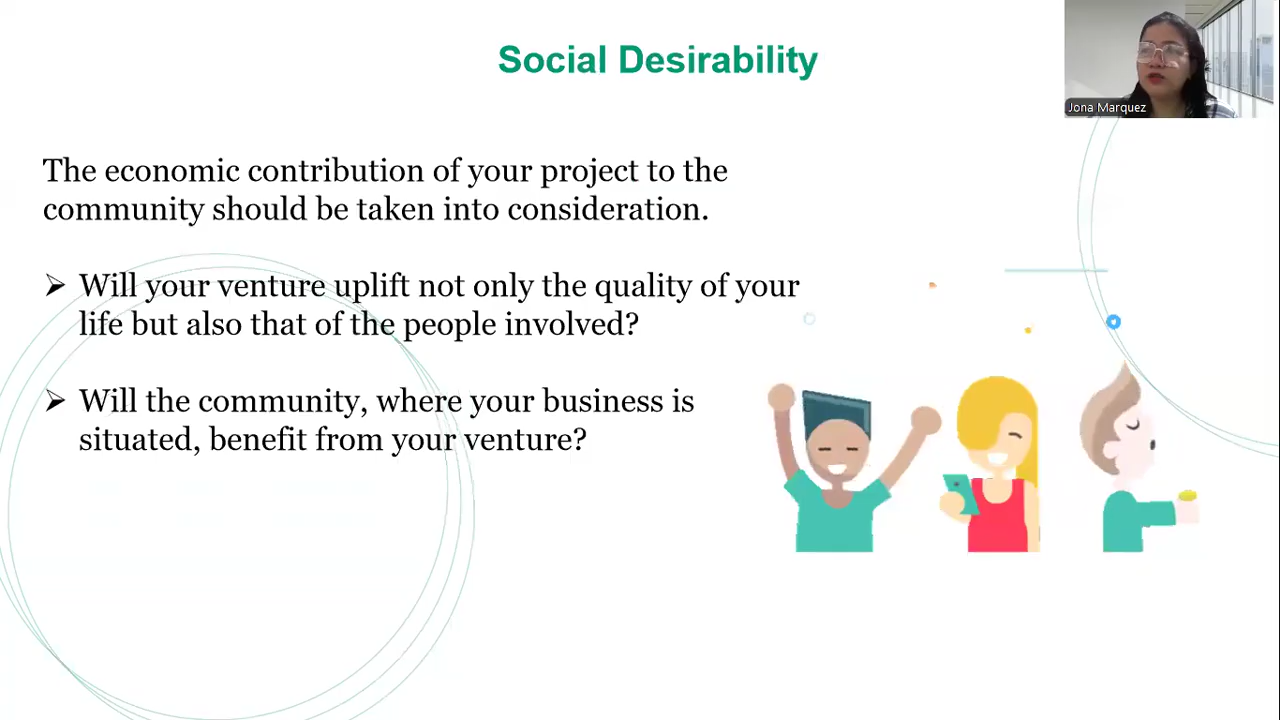 Social Desirability
Jona Marquez
The economic contribution of your project to the
community should be taken into consideration.
➢ Will your venture uplift not only the quality of your
life but also that of the people involved?
➢ Will the community, where your business is
situated, benefit from your venture?